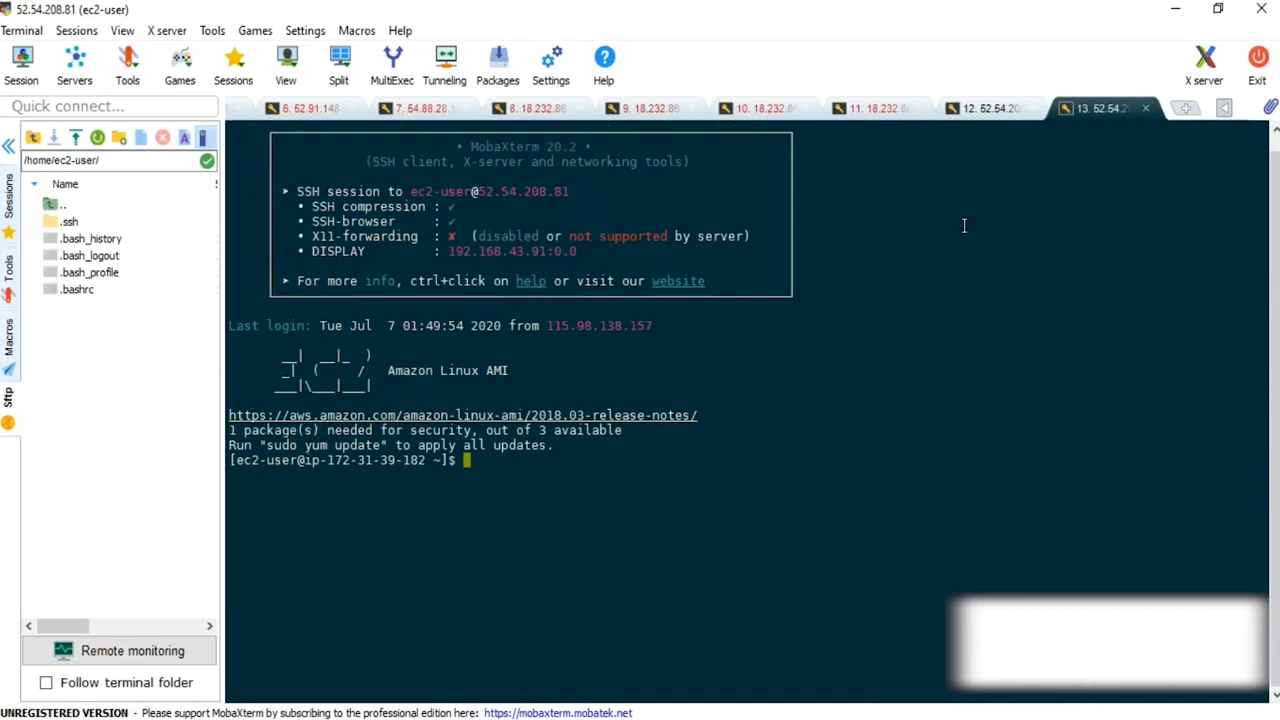 52.54.208.81 (ec2-user)
Terminal Sessions View X server Tools Games Settings Macros Help
Session Servers Tools Games Sessions View Split MultiExec Tunneling Packages Settings Help X server Exit
Quick connect...
6. 52.91.148 7. 54.88.28.1 8. 18.232.86 9. 18.232.86 10. 18.232.8 11. 18.232.8 12. 52.54.20 13. 52.54.2
/home/ec2-user/
Name
..
.ssh
.bash_history
.bash_logout
.bash_profile
.bashrc
Sessions
Tools
Macros
Sftp
• MobaXterm 20.2 •
(SSH client, X-server and networking tools)
➤ SSH session to ec2-user@52.54.208.81
• SSH compression : ✔
• SSH-browser : ✔
• X11-forwarding : ✘ (disabled or not supported by server)
• DISPLAY : 192.168.43.91:0.0
➤ For more info, ctrl+click on help or visit our website
Last login: Tue Jul 7 01:49:54 2020 from 115.98.138.157
__| __|_ )
_| ( / Amazon Linux AMI
___|\___|___|
https://aws.amazon.com/amazon-linux-ami/2018.03-release-notes/
1 package(s) needed for security, out of 3 available
Run "sudo yum update" to apply all updates.
[ec2-user@ip-172-31-39-182 ~]$
Remote monitoring
Follow terminal folder
UNREGISTERED VERSION - Please support MobaXterm by subscribing to the professional edition here: https://mobaxterm.mobatek.net